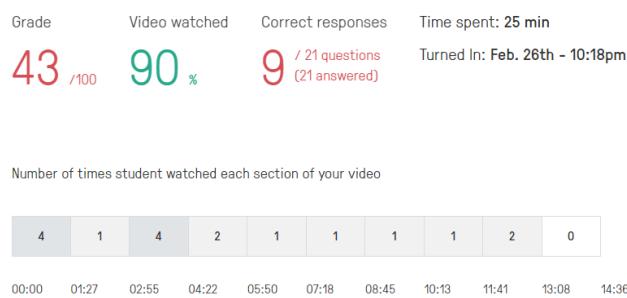 Grade
43 /100
Video watched
90 %
Correct responses
9 / 21 questions
(21 answered)
Time spent: 25 min
Turned In: Feb. 26th - 10:18pm
Number of times student watched each section of your video
4 1 4 2 1 1 1 1 2 0
00:00 01:27 02:55 04:22 05:50 07:18 08:45 10:13 11:41 13:08 14:36